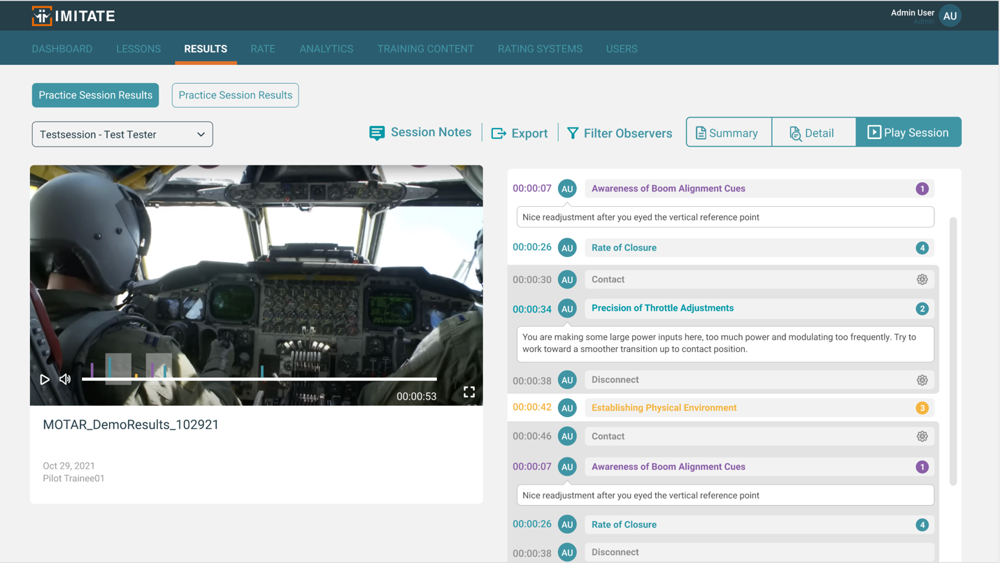 IMITATE
Admin User
Admin
AU
DASHBOARD
LESSONS
RESULTS
RATE
ANALYTICS
TRAINING CONTENT
RATING SYSTEMS
USERS
Practice Session Results
Practice Session Results
Testsession - Test Tester
Session Notes
Export
Filter Observers
Summary
Detail
Play Session
00:00:53
MOTAR_DemoResults_102921
Oct 29, 2021
Pilot Trainee01
00:00:07 AU Awareness of Boom Alignment Cues 1
Nice readjustment after you eyed the vertical reference point
00:00:26 AU Rate of Closure 4
00:00:30 AU Contact
00:00:34 AU Precision of Throttle Adjustments 2
You are making some large power inputs here, too much power and modulating too frequently. Try to
work toward a smoother transition up to contact position.
00:00:38 AU Disconnect
00:00:42 AU Establishing Physical Environment 3
00:00:46 AU Contact
00:00:07 AU Awareness of Boom Alignment Cues 1
Nice readjustment after you eyed the vertical reference point
00:00:26 AU Rate of Closure 4
00:00:38 AU Disconnect